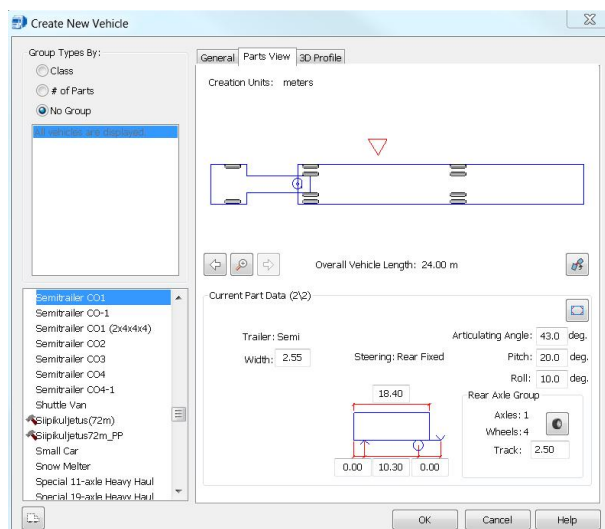 Create New Vehicle
Group Types By:
Class
# of Parts
No Group
All vehicles are displayed
General
Parts View
3D Profile
Creation Units: meters
Overall Vehicle Length: 24.00 m
Semitrailer CO1
Semitrailer CO-1
Semitrailer CO1 (2x4x4x4)
Semitrailer CO2
Semitrailer CO3
Semitrailer CO4
Semitrailer CO4-1
Shuttle Van
Siipikuljetus(72m)
Siipikuljetus72m_PP
Small Car
Snow Melter
Special 11-axle Heavy Haul
Special 19-axle Heavy Haul
Current Part Data (2\2)
Trailer: Semi
Width: 2.55
Steering: Rear Fixed
Articulating Angle: 43.0 deg.
Pitch: 20.0 deg.
Roll: 10.0 deg.
18.40
0.00 10.30 0.00
Rear Axle Group
Axles: 1
Wheels: 4
Track: 2.50
OK
Cancel
Help